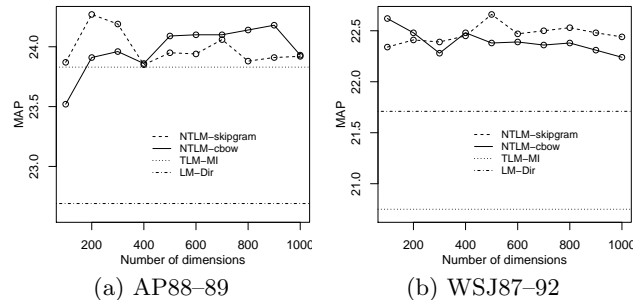 MAP
24.0
23.5
23.0
NTLM−skipgram
NTLM−cbow
TLM−MI
LM−Dir
200 400 600 800 1000
Number of dimensions
(a) AP88–89
MAP
22.5
22.0
21.5
21.0
NTLM−skipgram
NTLM−cbow
TLM−MI
LM−Dir
200 400 600 800 1000
Number of dimensions
(b) WSJ87–92